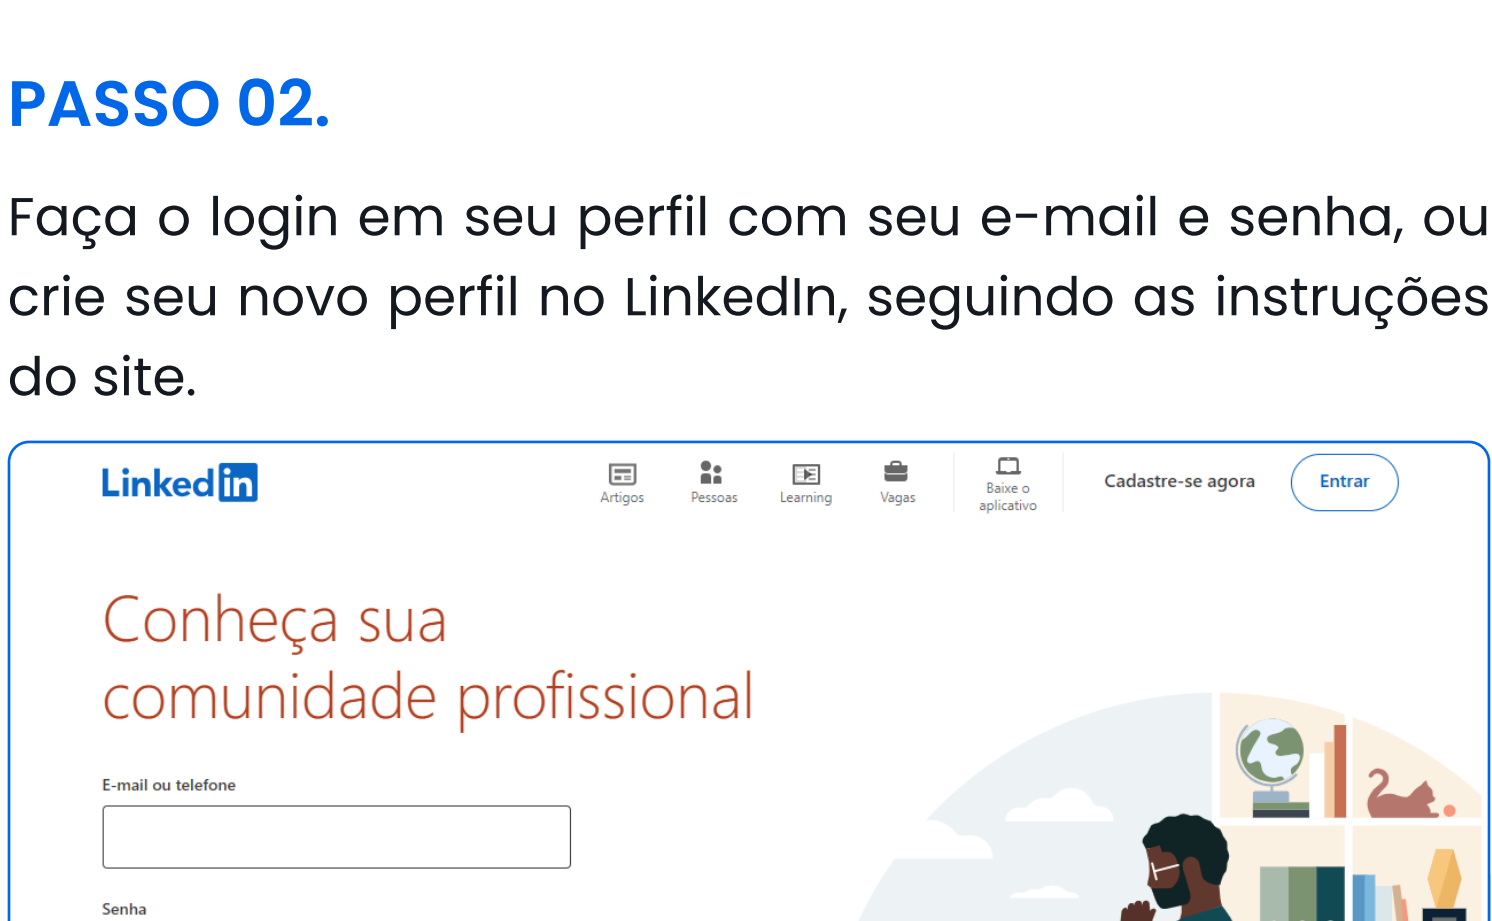 PASSO 02.
Faça o login em seu perfil com seu e-mail e senha, ou
crie seu novo perfil no LinkedIn, seguindo as instruções
do site.
Linkedin
Artigos
Pessoas
Learning
Vagas
Baixe o
aplicativo
Cadastre-se agora
Entrar
Conheça sua
comunidade profissional
E-mail ou telefone
Senha